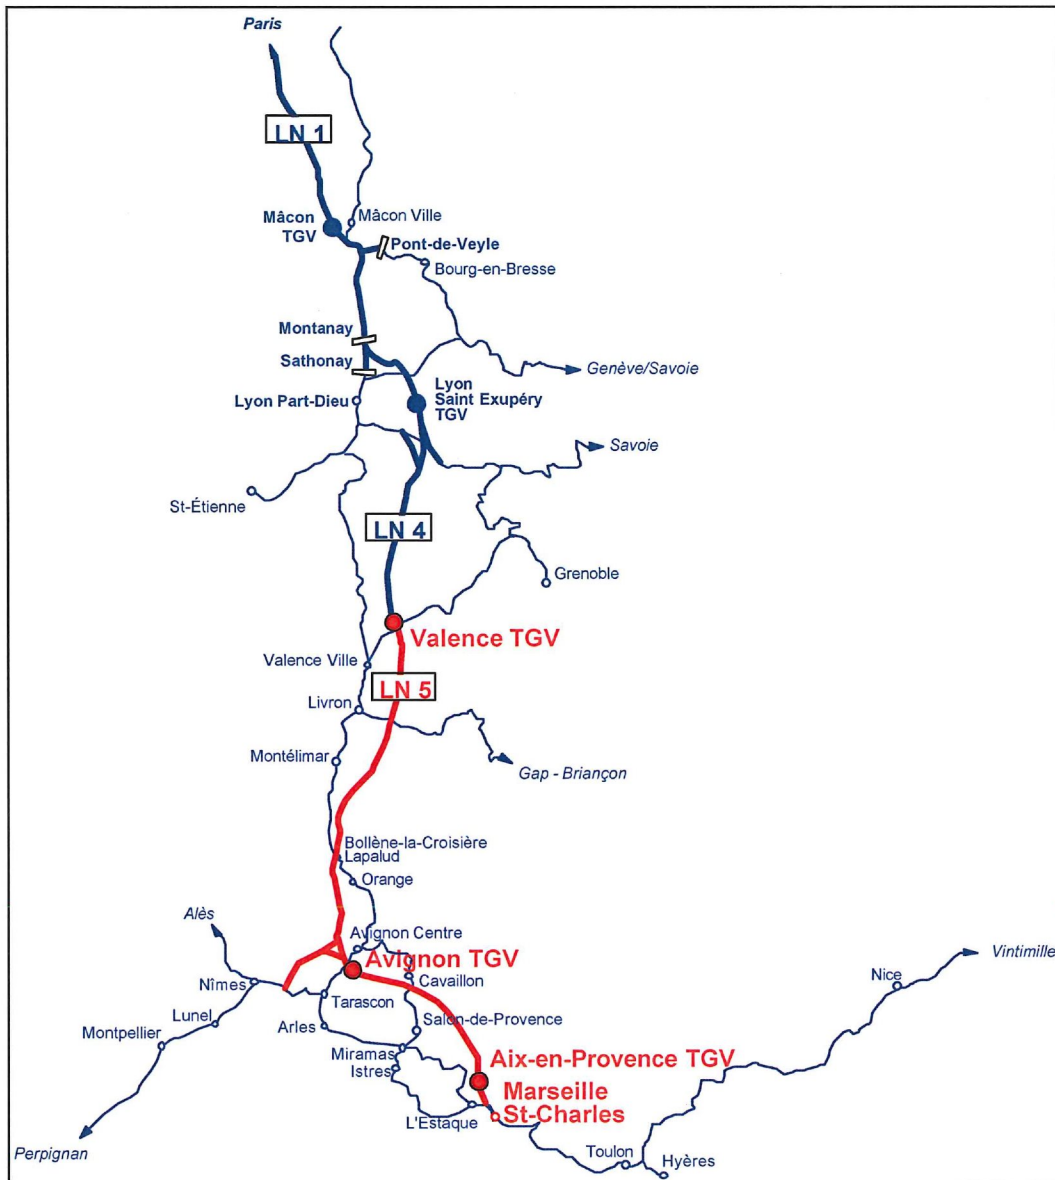 Paris
LN 1
Mâcon
TGV
Mâcon Ville
Pont-de-Veyle
Bourg-en-Bresse
Montanay
Sathonay
Genève/Savoie
Lyon
Saint Exupéry
TGV
Lyon Part-Dieu
Savoie
St-Étienne
LN 4
Grenoble
Valence TGV
Valence Ville
LN 5
Livron
Montélimar
Gap - Briançon
Bollène-la-Croisière
Lapalud
Orange
Alès
Avignon Centre
Avignon TGV
Vintimille
Nice
Nîmes
Cavaillon
Tarascon
Lunel
Arles
Salon-de-Provence
Montpellier
Miramas
Istres
Aix-en-Provence TGV
Marseille
St-Charles
L'Estaque
Perpignan
Toulon
Hyères